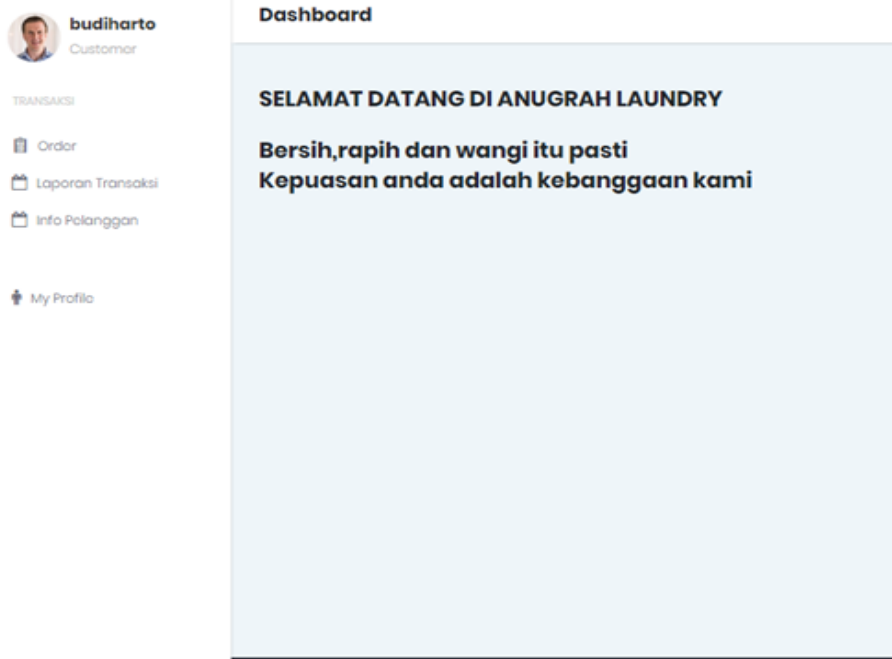 budiharto
Customer
TRANSAKSI
Order
Laporan Transaksi
Info Pelanggan
My Profile
Dashboard
SELAMAT DATANG DI ANUGRAH LAUNDRY
Bersih,rapih dan wangi itu pasti
Kepuasan anda adalah kebanggaan kami